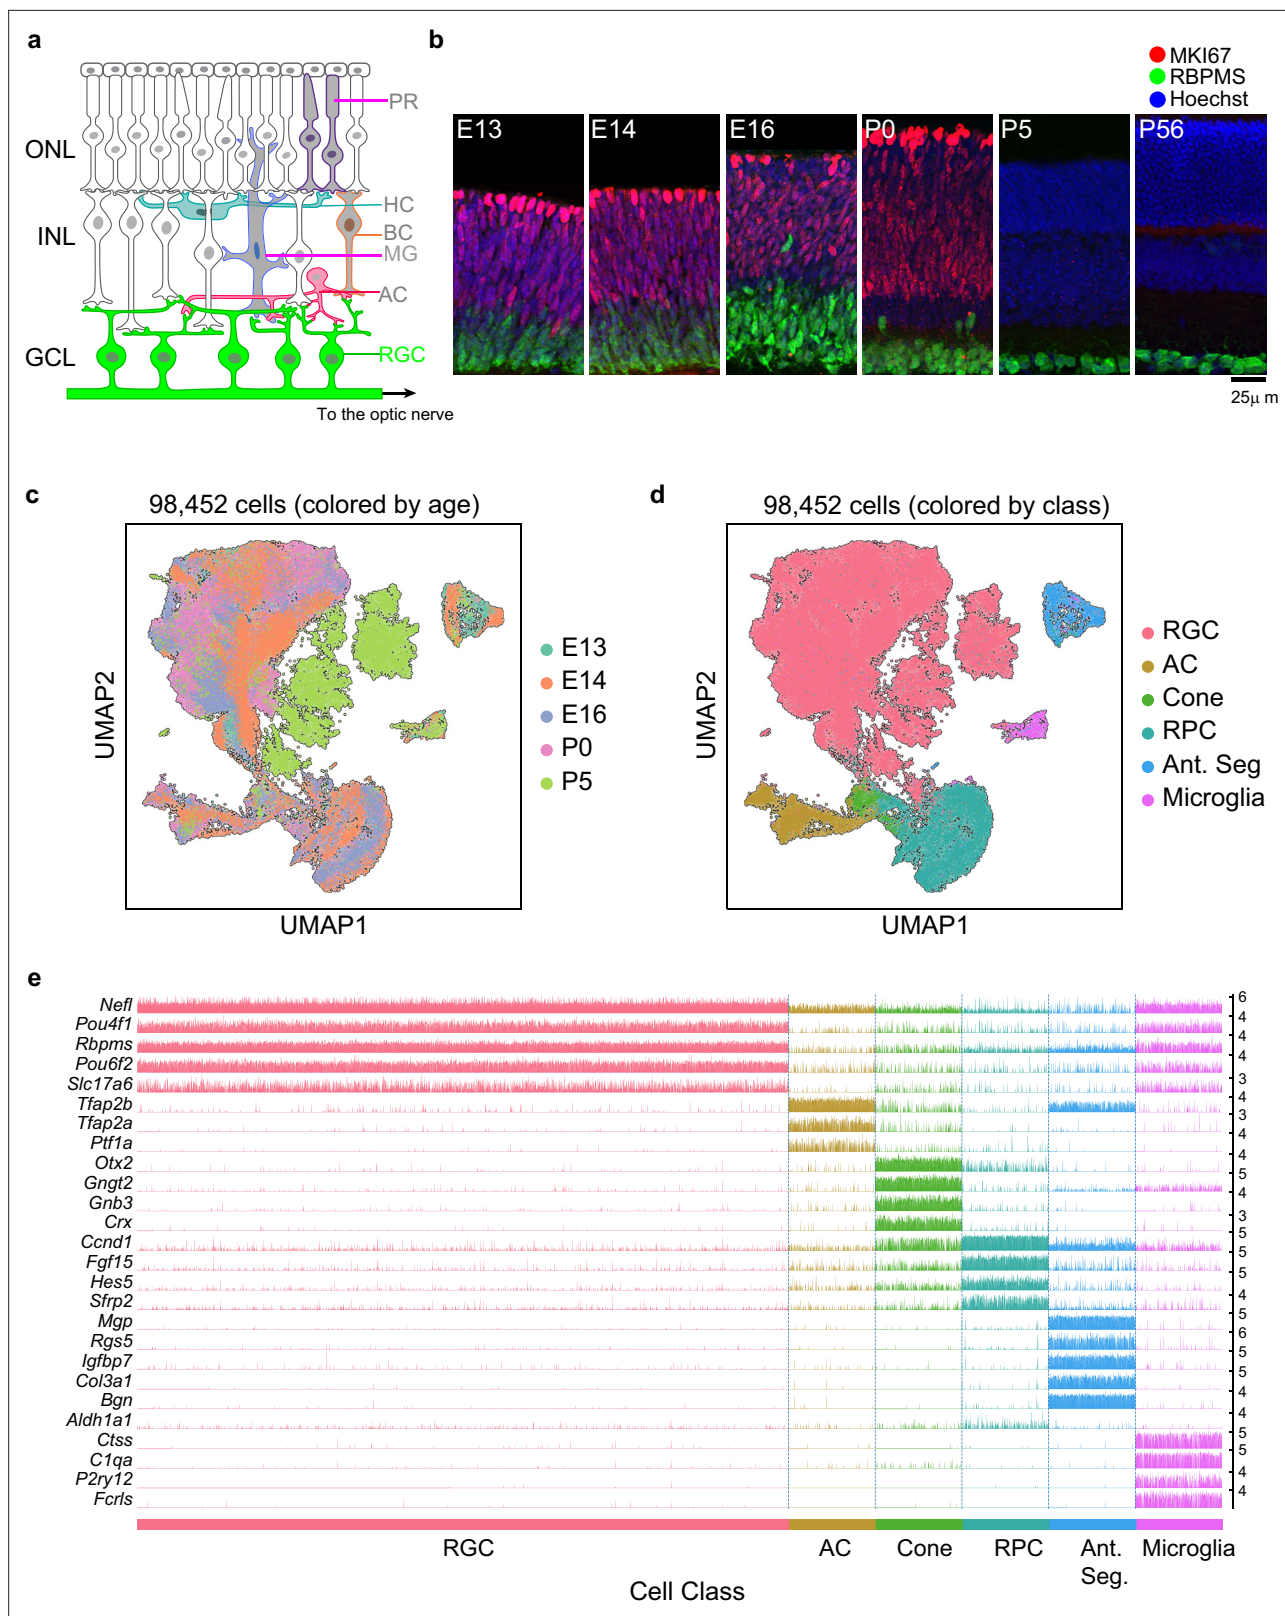 a
PR
ONL
HC
INL
BC
MG
AC
GCL
RGC
To the optic nerve
b
MKI67
RBPMS
Hoechst
E13
E14
E16
P0
P5
P56
25μ m
c
98,452 cells (colored by age)
UMAP2
UMAP1
E13
E14
E16
P0
P5
d
98,452 cells (colored by class)
UMAP2
UMAP1
RGC
AC
Cone
RPC
Ant. Seg
Microglia
e
Nefl
Pou4f1
Rbpms
Pou6f2
Slc17a6
Tfap2b
Tfap2a
Ptf1a
Otx2
Gngt2
Gnb3
Crx
Ccnd1
Fgf15
Hes5
Sfrp2
Mgp
Rgs5
Igfbp7
Col3a1
Bgn
Aldh1a1
Ctss
C1qa
P2ry12
Fcrls
6
4
4
4
3
4
3
4
4
5
4
3
5
5
5
5
5
6
5
5
4
4
5
5
4
4
RGC
AC
Cone
RPC
Ant.
Seg.
Microglia
Cell Class